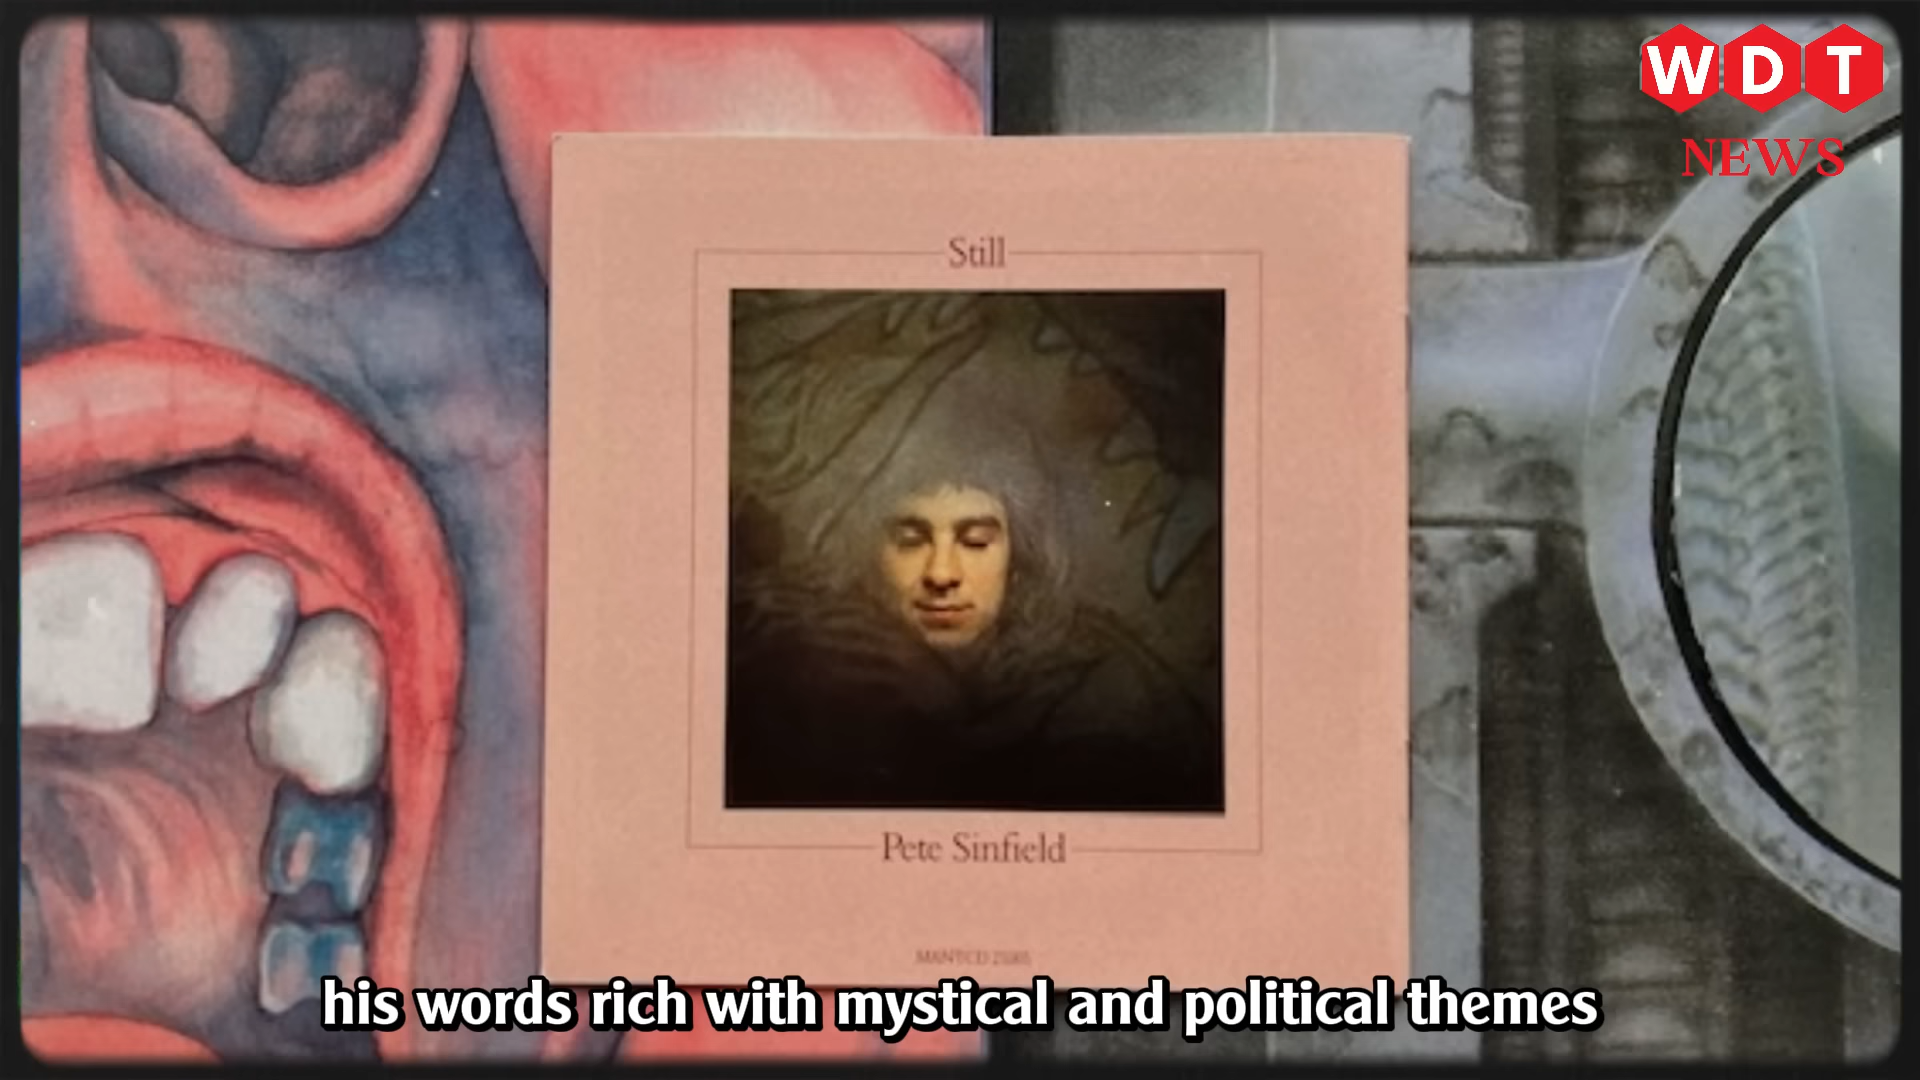 WDT
NEWS
Still
Pete Sinfield
his words rich with mystical and political themes